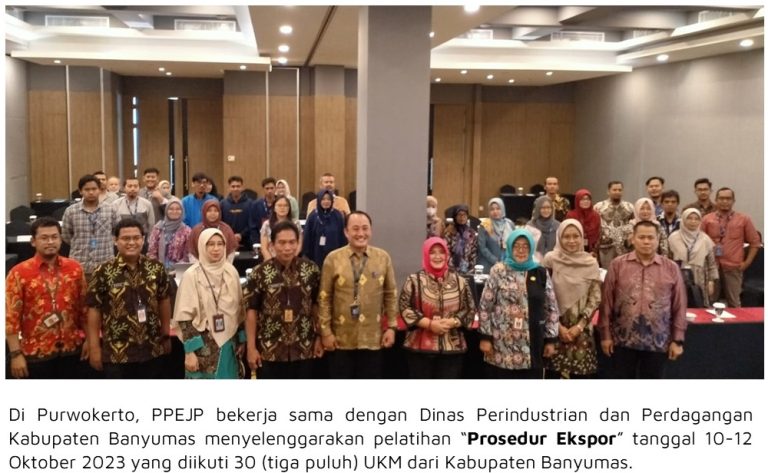 Di Purwokerto, PPEJP bekerja sama dengan Dinas Perindustrian dan Perdagangan
Kabupaten Banyumas menyelenggarakan pelatihan “Prosedur Ekspor” tanggal 10-12
Oktober 2023 yang diikuti 30 (tiga puluh) UKM dari Kabupaten Banyumas.